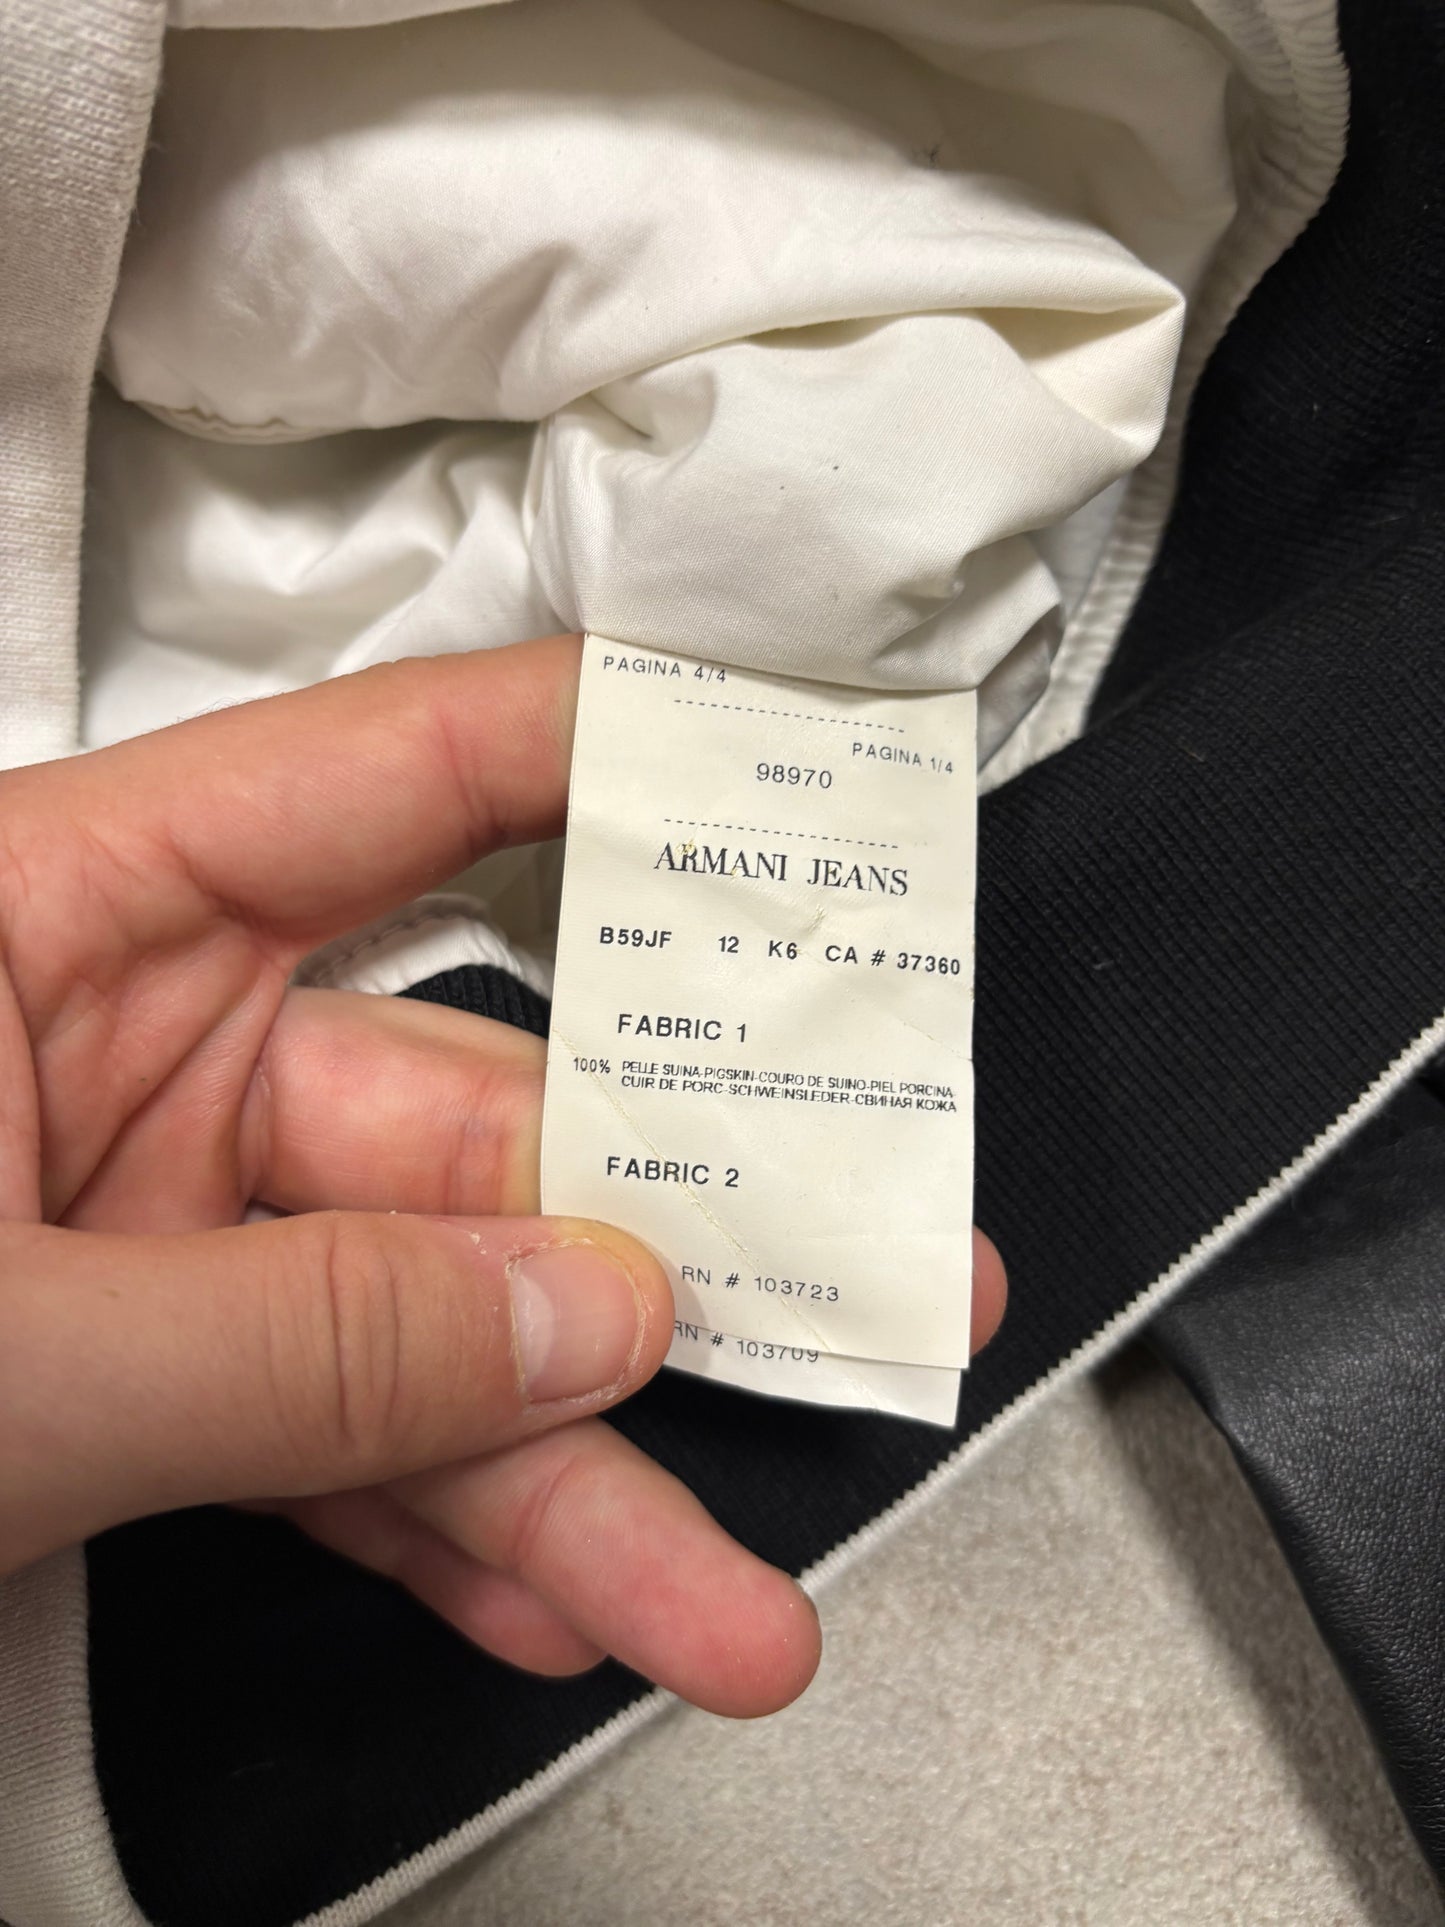 PAGINA 4/4
--------------------
PAGINA 1/4
98970
--------------------
ARMANI JEANS
B59JF 12 K6 CA # 37360
FABRIC 1
100% PELLE SUINA-PIGSKIN-COURO DE SUINO-PIEL PORCINA-
CUIR DE PORC-SCHWEINSLEDER-СВИНАЯ КОЖА
FABRIC 2
RN # 103723
RN # 103709